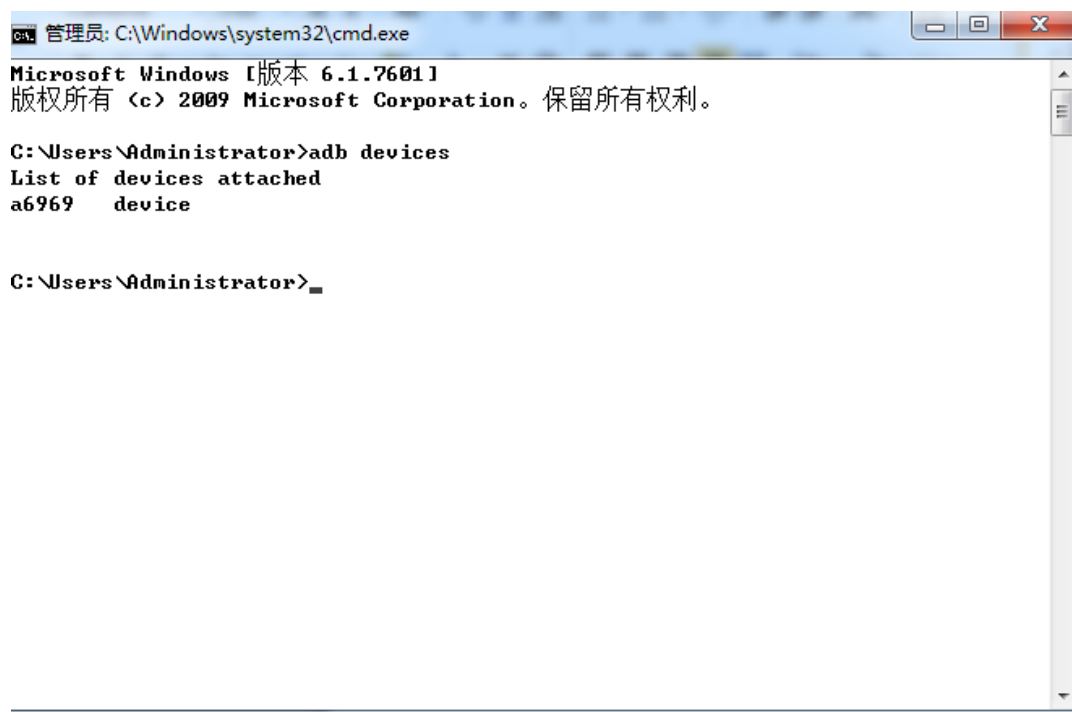 管理员: C:\Windows\system32\cmd.exe
Microsoft Windows [版本 6.1.7601]
版权所有 (c) 2009 Microsoft Corporation。保留所有权利。
C:\Users\Administrator>adb devices
List of devices attached
a6969 device
C:\Users\Administrator>_